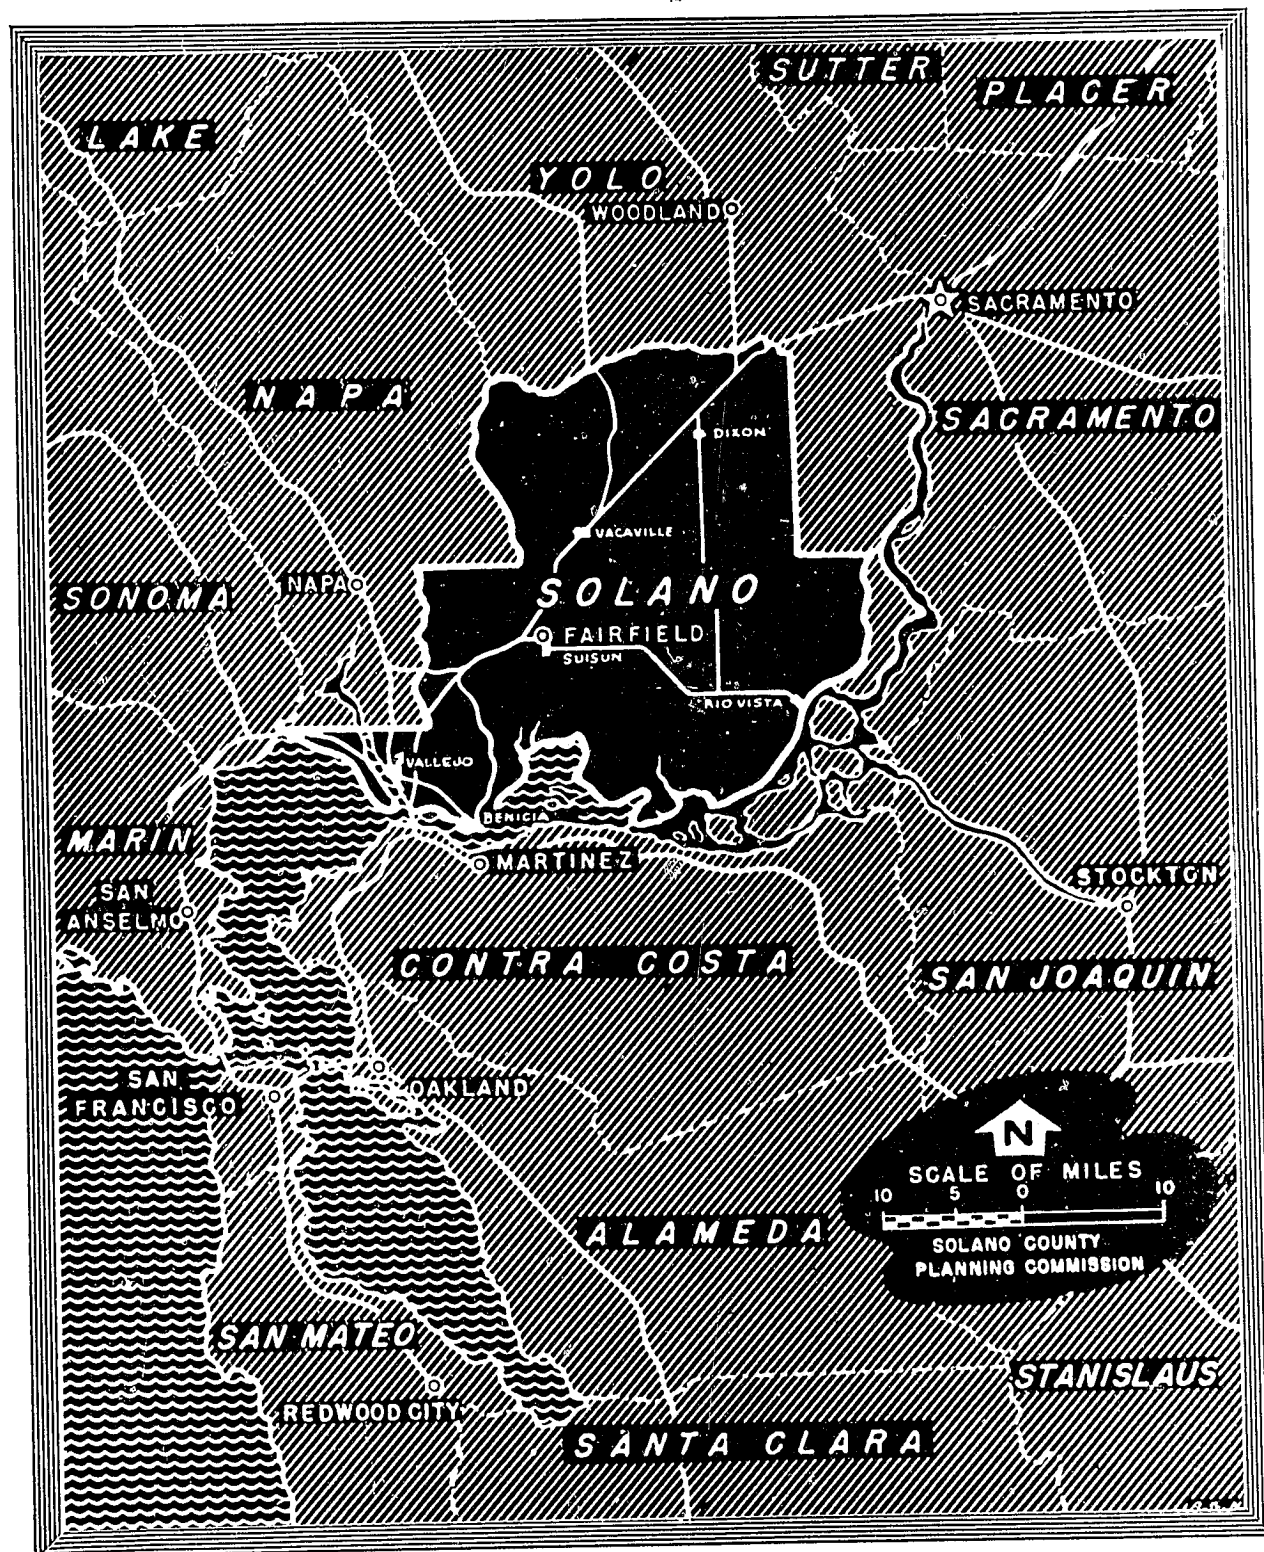 SUTTER
PLACER
LAKE
YOLO
WOODLAND
SACRAMENTO
NAPA
SACRAMENTO
DIXON
VACAVILLE
SONOMA
NAPA
SOLANO
FAIRFIELD
SUISUN
RIO VISTA
VALLEJO
BENICIA
MARIN
MARTINEZ
SAN
ANSELMO
STOCKTON
CONTRA COSTA
SAN JOAQUIN
SAN
FRANCISCO
OAKLAND
N
SCALE OF MILES
10 5 0 10
SOLANO COUNTY
PLANNING COMMISSION
ALAMEDA
SAN MATEO
STANISLAUS
REDWOOD CITY
SANTA CLARA